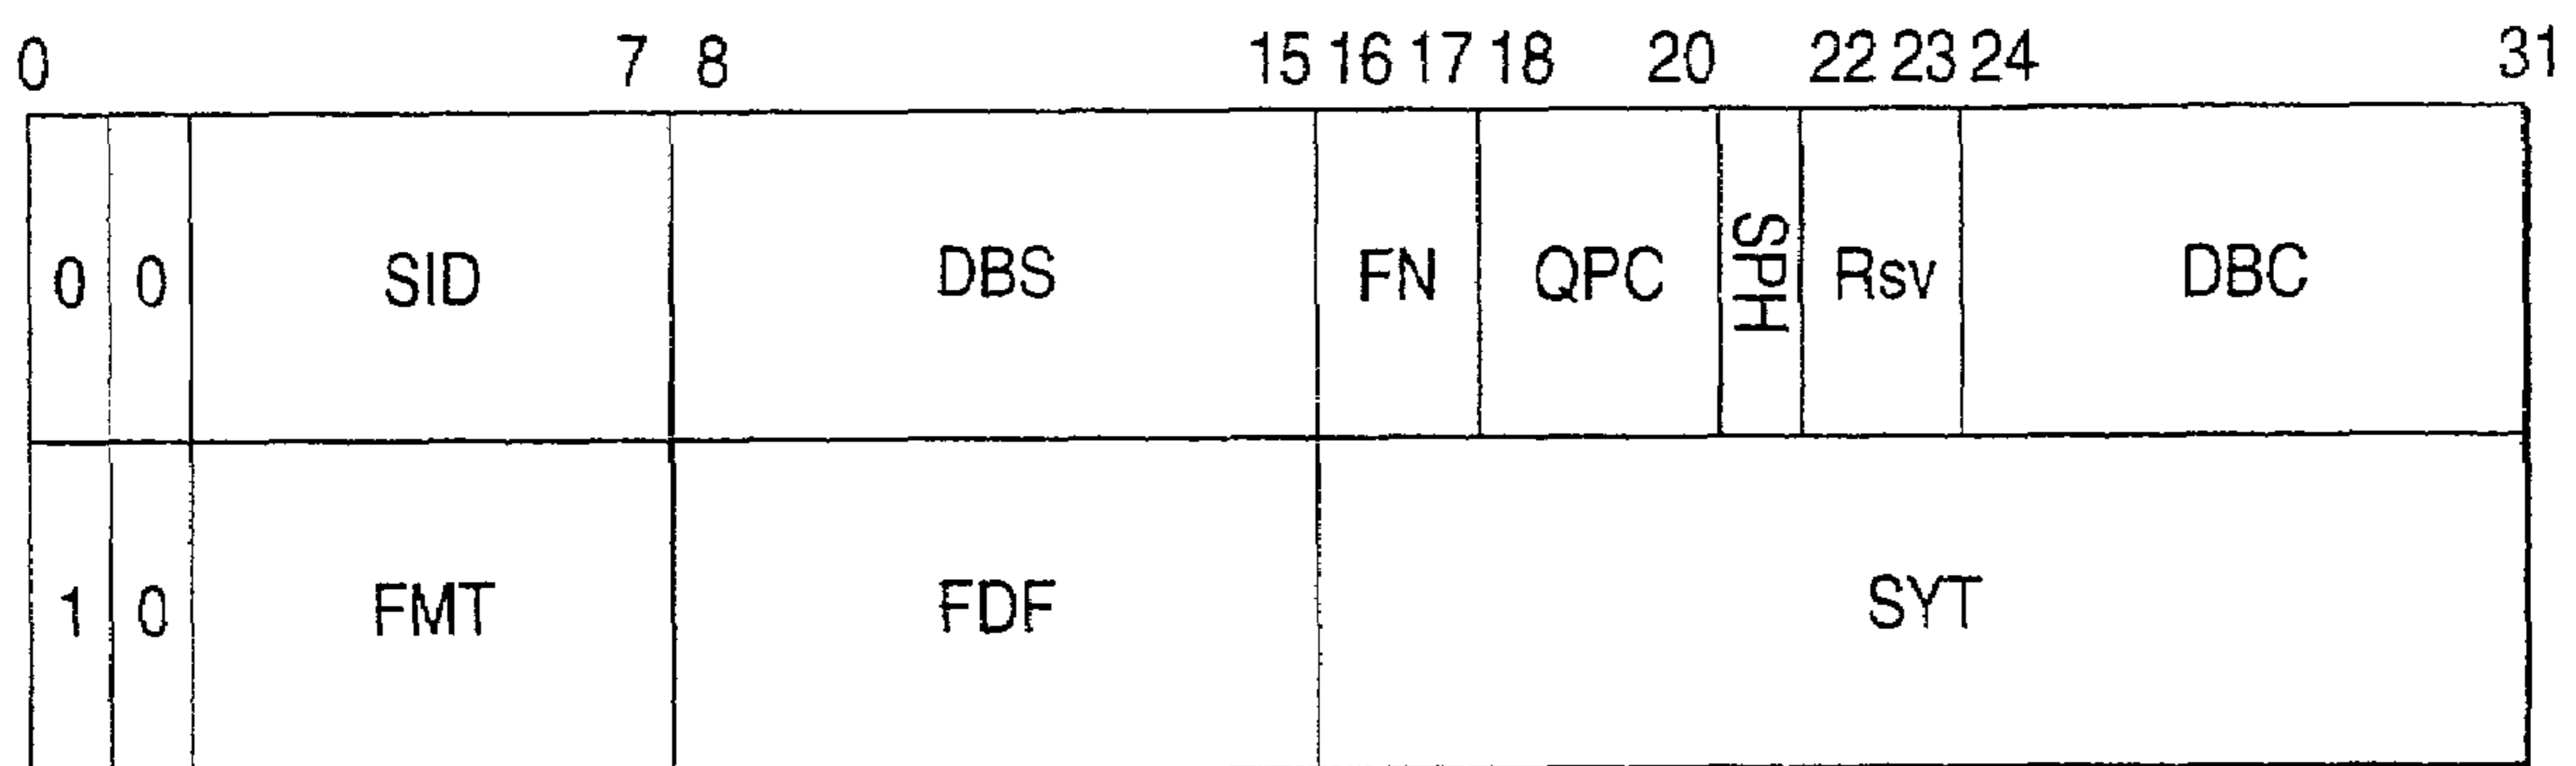 0 7 8 15 16 17 18 20 22 23 24 31
0 0 SID DBS FN QPC SPH Rsv DBC
1 0 FMT FDF SYT